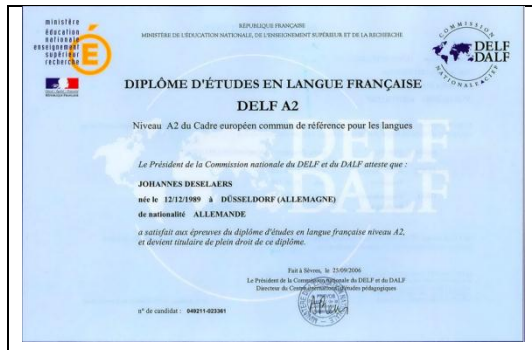 ministère
éducation
nationale
enseignement
supérieur
recherche
RÉPUBLIQUE FRANÇAISE
MINISTÈRE DE L'ÉDUCATION NATIONALE, DE L'ENSEIGNEMENT SUPÉRIEUR ET DE LA RECHERCHE
COMMISSION NATIONALE
DELF
DALF
DIPLÔME D'ÉTUDES EN LANGUE FRANÇAISE
DELF A2
Niveau A2 du Cadre européen commun de référence pour les langues
Le Président de la Commission nationale du DELF et du DALF atteste que :
JOHANNES DESELAERS
née le 12/12/1989 à DÜSSELDORF (ALLEMAGNE)
de nationalité ALLEMANDE
a satisfait aux épreuves du diplôme d'études en langue française niveau A2,
et devient titulaire de plein droit de ce diplôme.
Fait à Sèvres, le 23/09/2006
Le Président de la Commission nationale du DELF et du DALF
Directeur du Centre international d'études pédagogiques
n° de candidat : 049211-023361
DELF
DALF